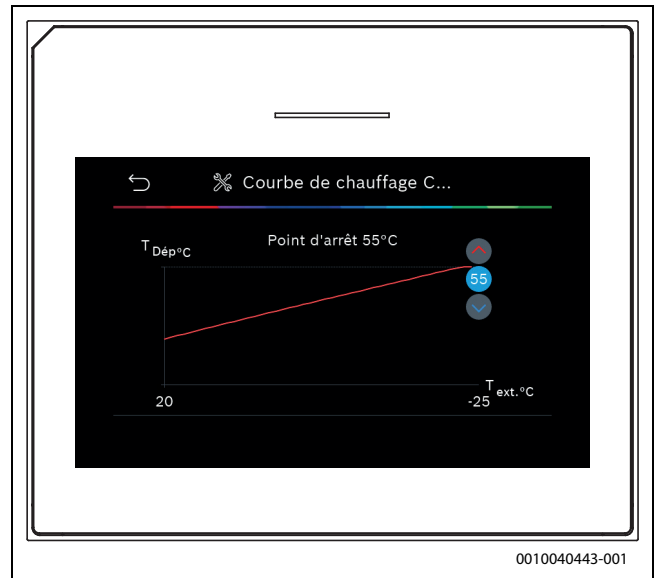 Courbe de chauffage C...
Point d'arrêt 55°C
T Dép°C
55
T ext.°C
20
-25
0010040443-001